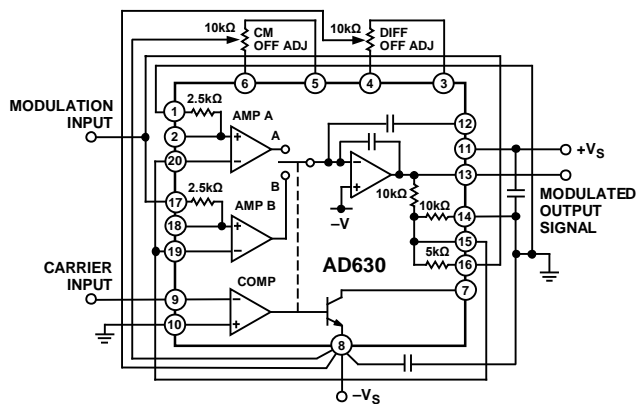 10kΩ
CM
OFF ADJ
10kΩ
DIFF
OFF ADJ
6
5
4
3
1
2.5kΩ
AMP A
A
12
MODULATION
INPUT
2
+
–
20
–
+
11
+VS
13
B
10kΩ
MODULATED
OUTPUT
SIGNAL
17
2.5kΩ
–V
10kΩ
14
18
+
AMP B
15
19
–
5kΩ
16
AD630
CARRIER
INPUT
COMP
7
9
–
10
+
8
–VS